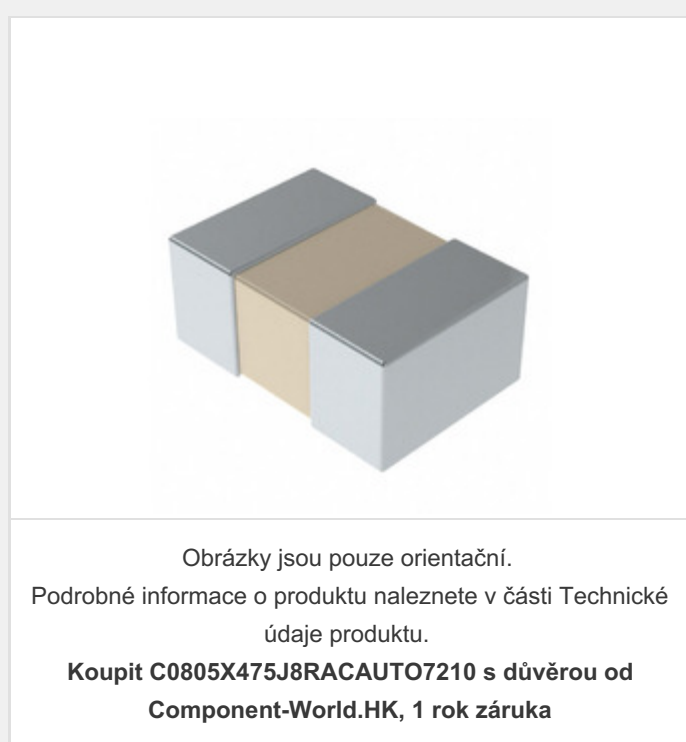 Obrázky jsou pouze orientační.
Podrobné informace o produktu naleznete v části Technické
údaje produktu.
Koupit C0805X475J8RACAUTO7210 s důvěrou od
Component-World.HK, 1 rok záruka